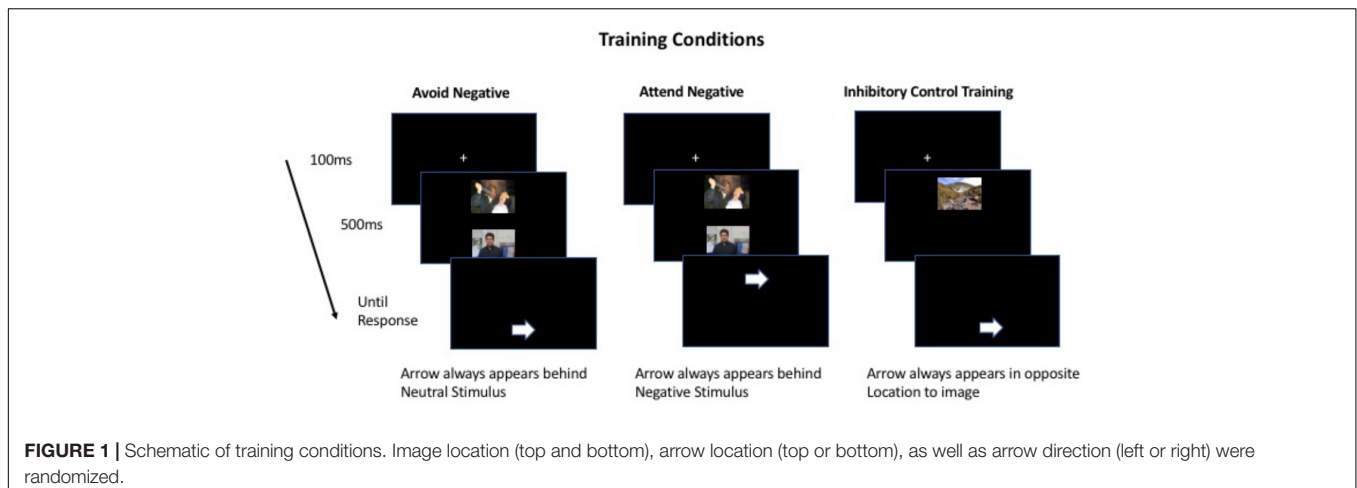 Training Conditions
Avoid Negative
Attend Negative
Inhibitory Control Training
100ms
500ms
Until
Response
Arrow always appears behind
Neutral Stimulus
Arrow always appears behind
Negative Stimulus
Arrow always appears in opposite
Location to image
FIGURE 1 | Schematic of training conditions. Image location (top and bottom), arrow location (top or bottom), as well as arrow direction (left or right) were
randomized.